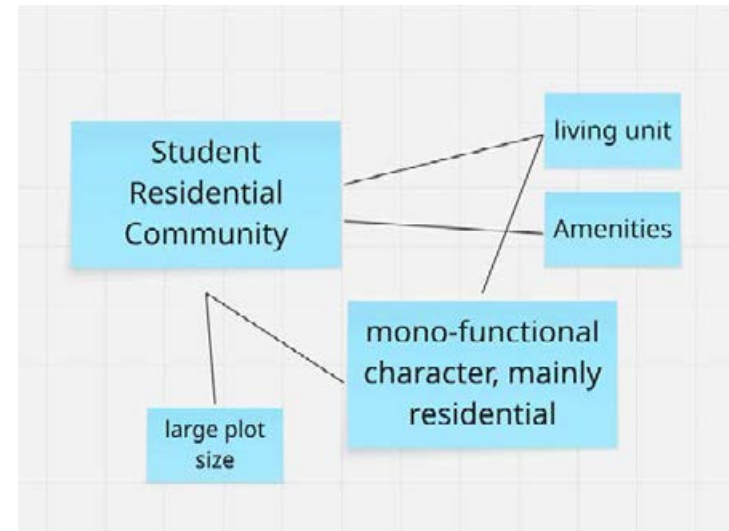 Student
Residential
Community
living unit
Amenities
mono-functional
character, mainly
residential
large plot
size